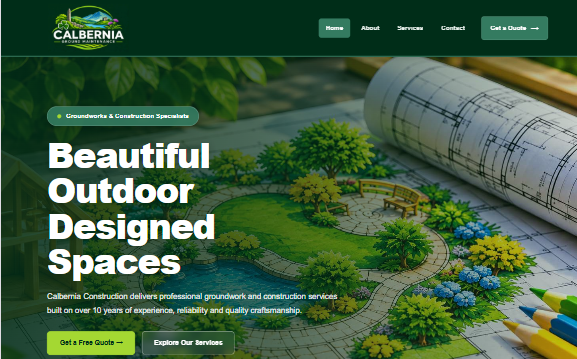 CALBERNIA
GROUND MAINTENANCE
Home About Services Contact Get a Quote →
Groundworks & Construction Specialists
Beautiful
Outdoor
Designed
Spaces
Calbernia Construction delivers professional groundwork and construction services
built on over 10 years of experience, reliability and quality craftsmanship.
Get a Free Quote → Explore Our Services